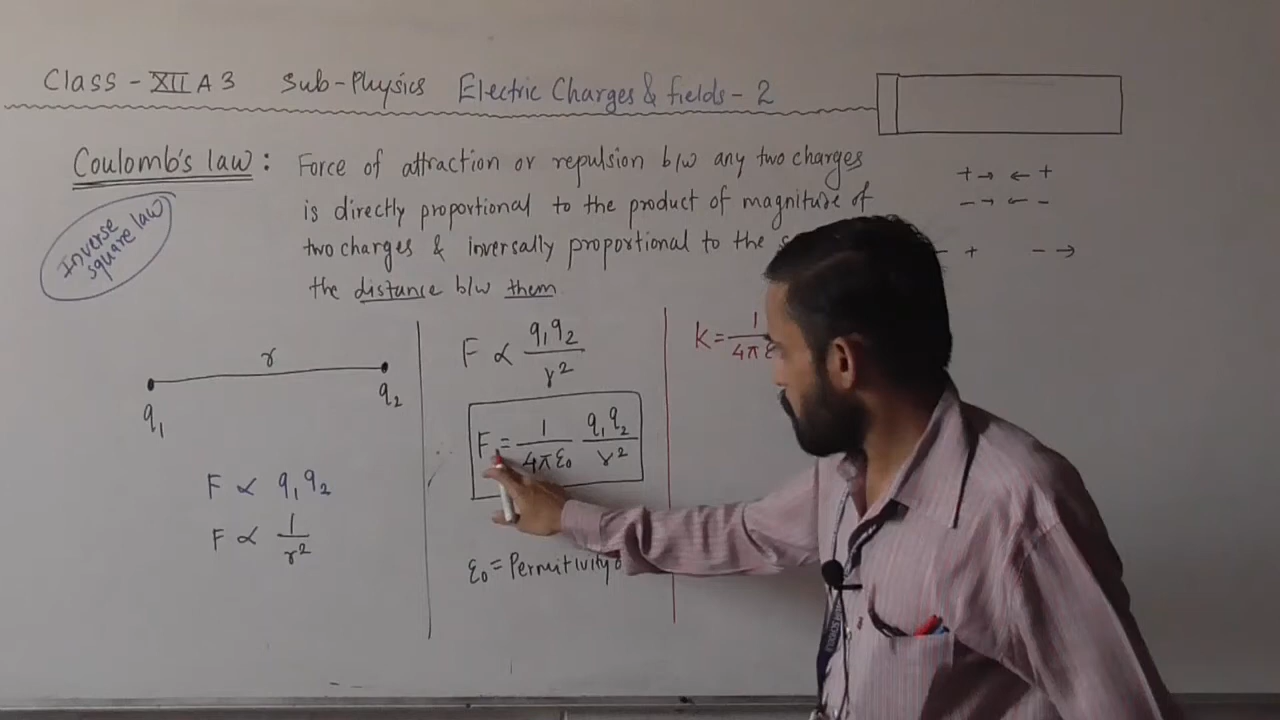 Class - XII A 3 Sub-Physics Electric Charges & fields - 2
Coulomb's law : Force of attraction or repulsion b/w any two charges
is directly proportional to the product of magnitude of
two charges & inversally proportional to the
the distance b/w them
Inverse
square law
+→ ←+
-→ ←-
+ -→
r
q₁ q₂
F ∝ q₁q₂
F ∝ 1/r²
F ∝ q₁q₂/r²
F = 1/4πε₀ q₁q₂/r²
ε₀ = Permitivity
K = 1/4πε